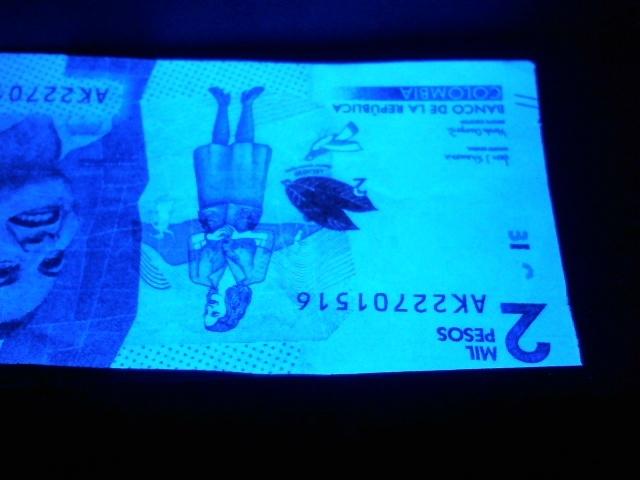 2 MIL
PESOS
AK22701516
BANCO DE LA REPÚBLICA
COLOMBIA
AK2270